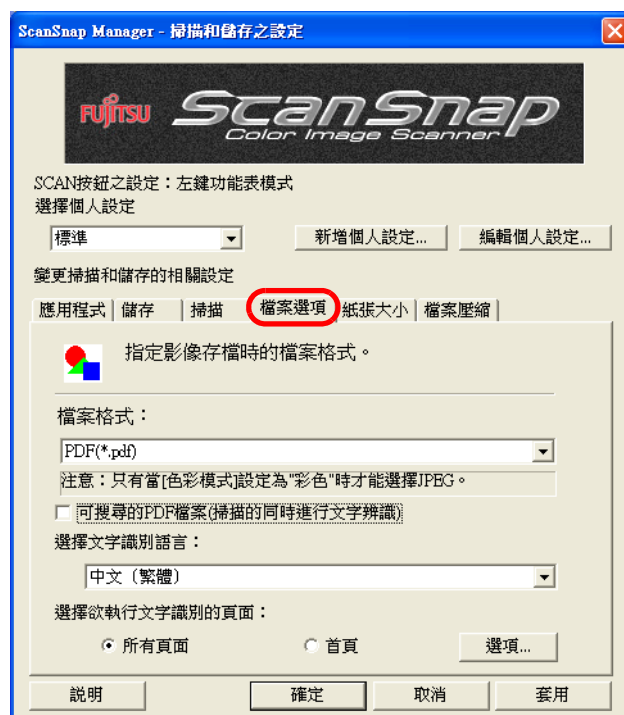 ScanSnap Manager - 掃描和儲存之設定
FUJITSU ScanSnap
Color Image Scanner
SCAN按鈕之設定：左鍵功能表模式
選擇個人設定
標準 新增個人設定... 編輯個人設定...
變更掃描和儲存的相關設定
應用程式 儲存 掃描 檔案選項 紙張大小 檔案壓縮
指定影像存檔時的檔案格式。
檔案格式：
PDF(*.pdf)
注意：只有當[色彩模式]設定為"彩色"時才能選擇JPEG。
可搜尋的PDF檔案(掃描的同時進行文字辨識)
選擇文字識別語言：
中文（繁體）
選擇欲執行文字識別的頁面：
所有頁面 首頁 選項...
説明 確定 取消 套用